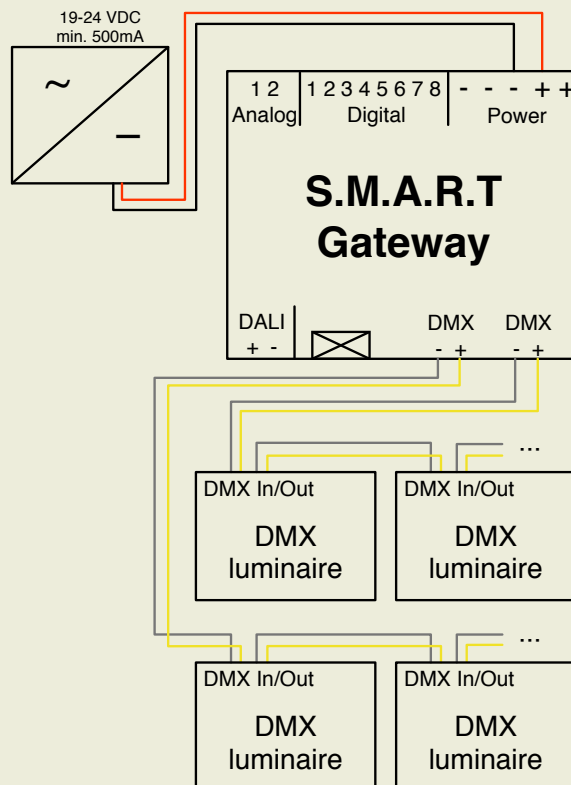 19-24 VDC
min. 500mA
~
–
1 2 1 2 3 4 5 6 7 8 - - - + +
Analog Digital Power
S.M.A.R.T
Gateway
DALI DMX DMX
+ - - + - +
...
DMX In/Out DMX In/Out
DMX DMX
luminaire luminaire
...
DMX In/Out DMX In/Out
DMX DMX
luminaire luminaire